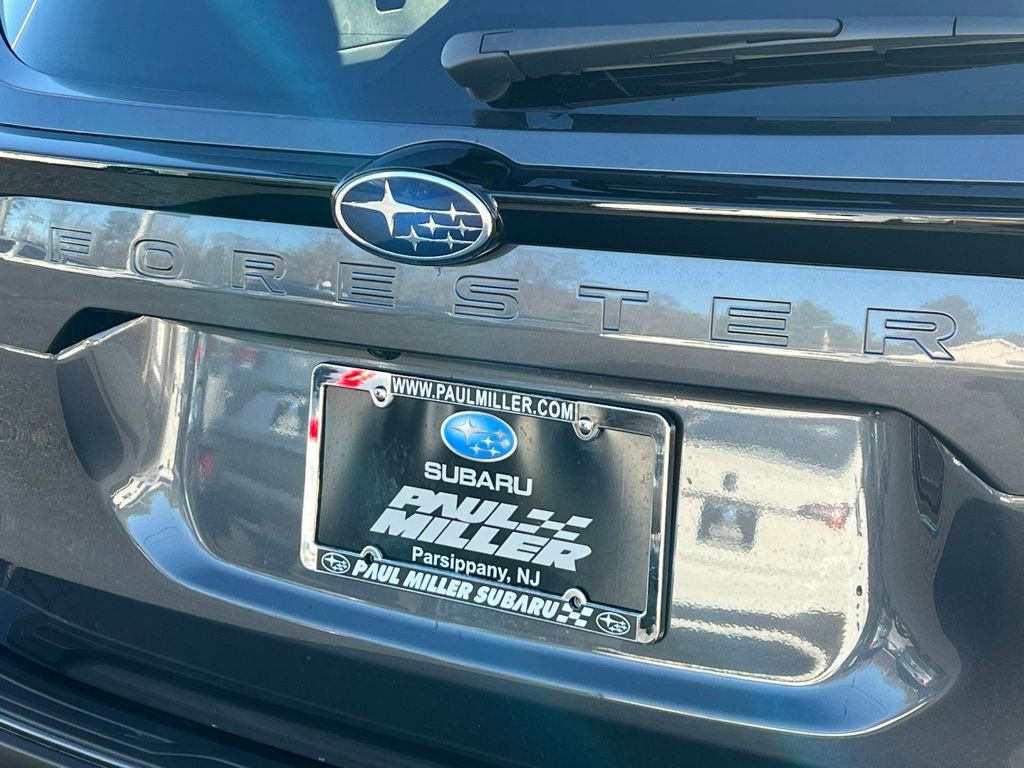 FORESTER
WWW.PAULMILLER.COM
SUBARU
PAUL
MILLER
Parsippany, NJ
PAUL MILLER SUBARU